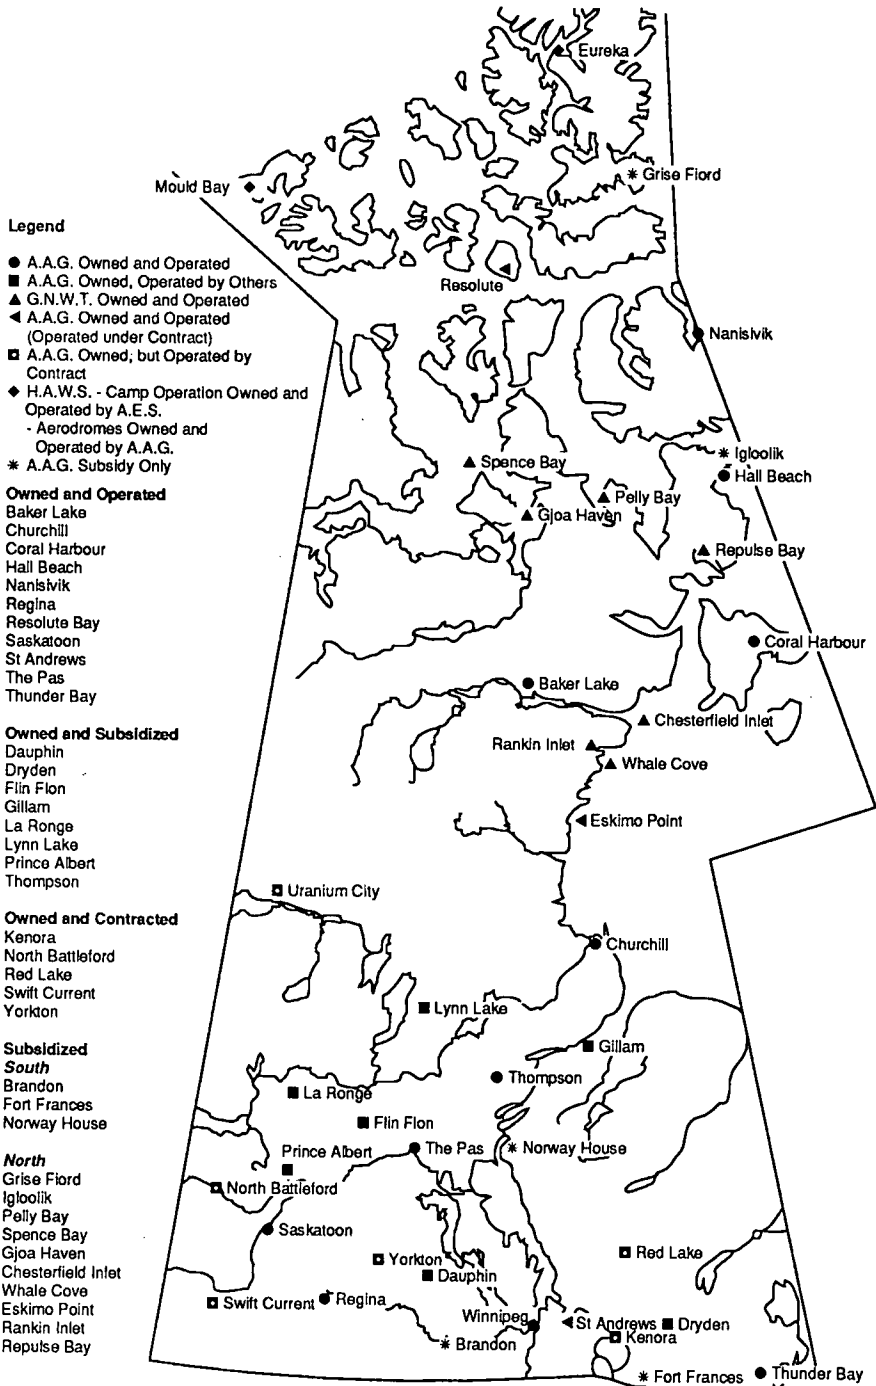 Legend
● A.A.G. Owned and Operated
■ A.A.G. Owned, Operated by Others
▲ G.N.W.T. Owned and Operated
◀ A.A.G. Owned and Operated
(Operated under Contract)
◘ A.A.G. Owned; but Operated by
Contract
◆ H.A.W.S. - Camp Operation Owned and
Operated by A.E.S.
- Aerodromes Owned and
Operated by A.A.G.
✳ A.A.G. Subsidy Only
Owned and Operated
Baker Lake
Churchill
Coral Harbour
Hall Beach
Nanisivik
Regina
Resolute Bay
Saskatoon
St Andrews
The Pas
Thunder Bay
Owned and Subsidized
Dauphin
Dryden
Flin Flon
Gillam
La Ronge
Lynn Lake
Prince Albert
Thompson
Owned and Contracted
Kenora
North Battleford
Red Lake
Swift Current
Yorkton
Subsidized
South
Brandon
Fort Frances
Norway House
North
Grise Fiord
Igloolik
Pelly Bay
Spence Bay
Gjoa Haven
Chesterfield Inlet
Whale Cove
Eskimo Point
Rankin Inlet
Repulse Bay
Eureka
Grise Fiord
Mould Bay
Resolute
Nanisivik
Igloolik
Spence Bay
Hall Beach
Pelly Bay
Gjoa Haven
Repulse Bay
Coral Harbour
Baker Lake
Chesterfield Inlet
Rankin Inlet
Whale Cove
Eskimo Point
Uranium City
Churchill
Lynn Lake
Gillam
Thompson
La Ronge
Flin Flon
Prince Albert
The Pas
Norway House
North Battleford
Saskatoon
Red Lake
Yorkton
Dauphin
Swift Current
Regina
Winnipeg
St Andrews
Dryden
Kenora
Brandon
Fort Frances
Thunder Bay